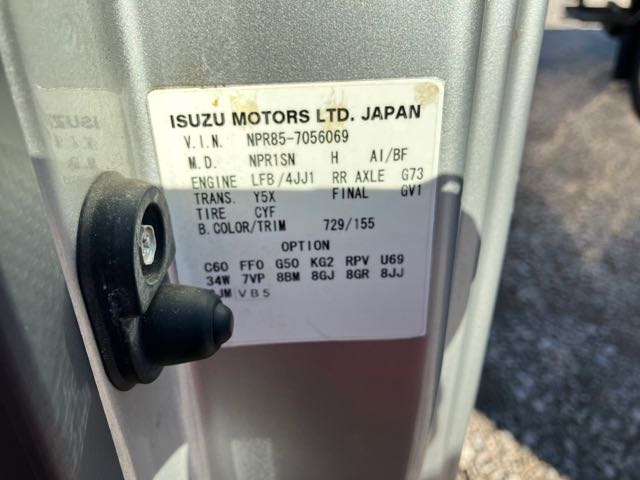 ISUZU MOTORS LTD. JAPAN
V.I.N. NPR85-7056069
M.D. NPR1SN H AI/BF
ENGINE LFB/4JJ1 RR AXLE G73
TRANS. Y5X FINAL GV1
TIRE CYF
B.COLOR/TRIM 729/155
OPTION
C60 FF0 G50 KG2 RPV U69
34W 7VP 8BM 8GJ 8GR 8JJ
VB5